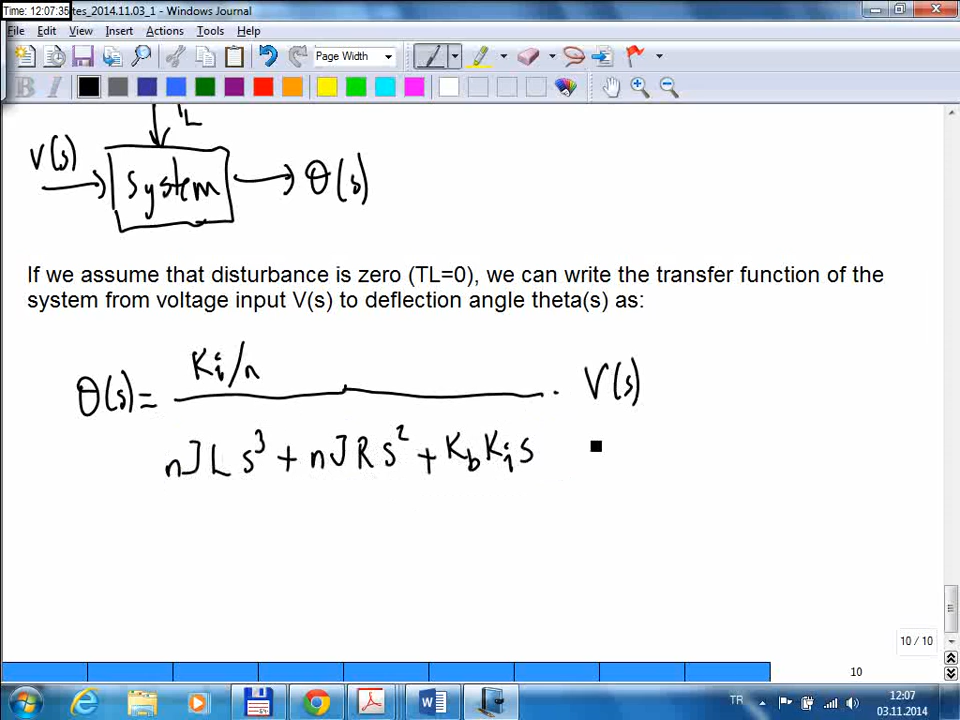 Time: 12:07:35 tes_2014.11.03_1 - Windows Journal
File Edit View Insert Actions Tools Help
Page Width
B I
TL
V(s)
System
θ(s)
If we assume that disturbance is zero (TL=0), we can write the transfer function of the
system from voltage input V(s) to deflection angle theta(s) as:
Ki/n
θ(s)= ⋅ V(s)
nJLs³ + nJRs² + KbKis
10 / 10
10
TR
12:07
03.11.2014